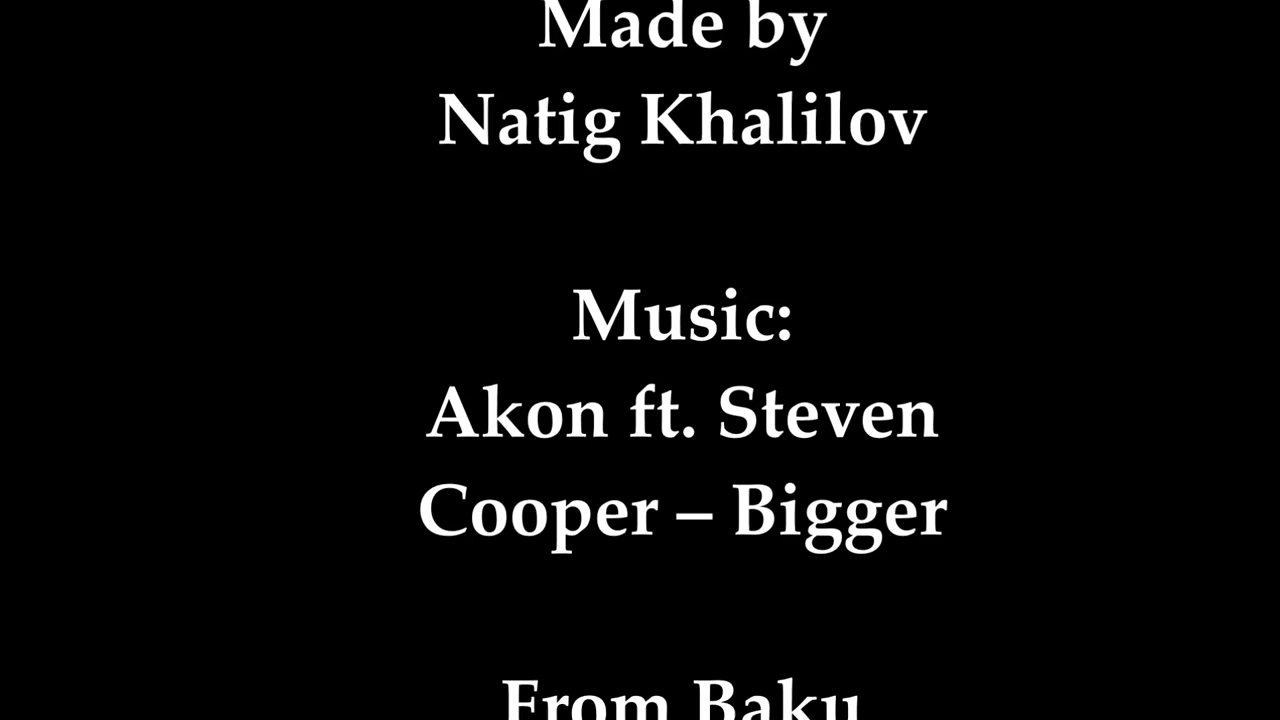 Made by
Natig Khalilov
Music:
Akon ft. Steven
Cooper – Bigger
From Baku